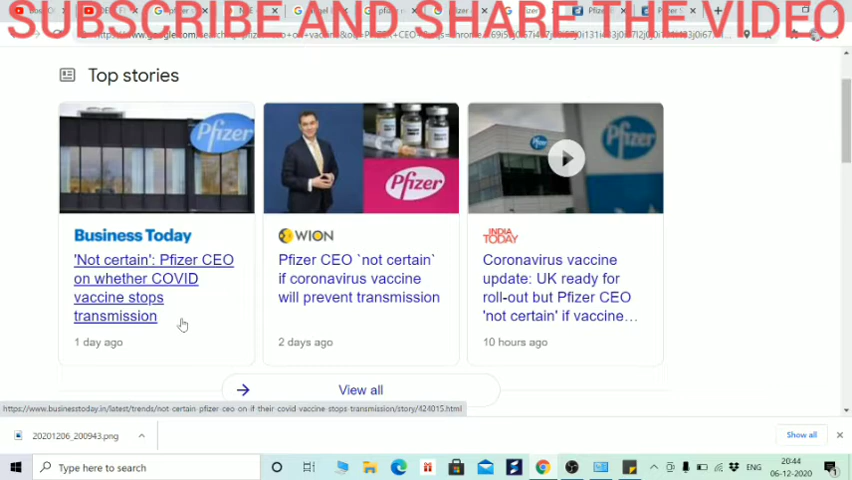 SUBSCRIBE AND SHARE THE VIDEO
Top stories
Pfizer
Pfizer
Pfizer
Business Today
WION
INDIA
TODAY
'Not certain': Pfizer CEO
on whether COVID
vaccine stops
transmission
Pfizer CEO `not certain`
if coronavirus vaccine
will prevent transmission
Coronavirus vaccine
update: UK ready for
roll-out but Pfizer CEO
'not certain' if vaccine...
1 day ago
2 days ago
10 hours ago
View all
https://www.businesstoday.in/latest/trends/not-certain-pfizer-ceo-on-if-their-covid-vaccine-stops-transmission/story/424015.html
20201206_200943.png
Show all
Type here to search
ENG
20:44
06-12-2020